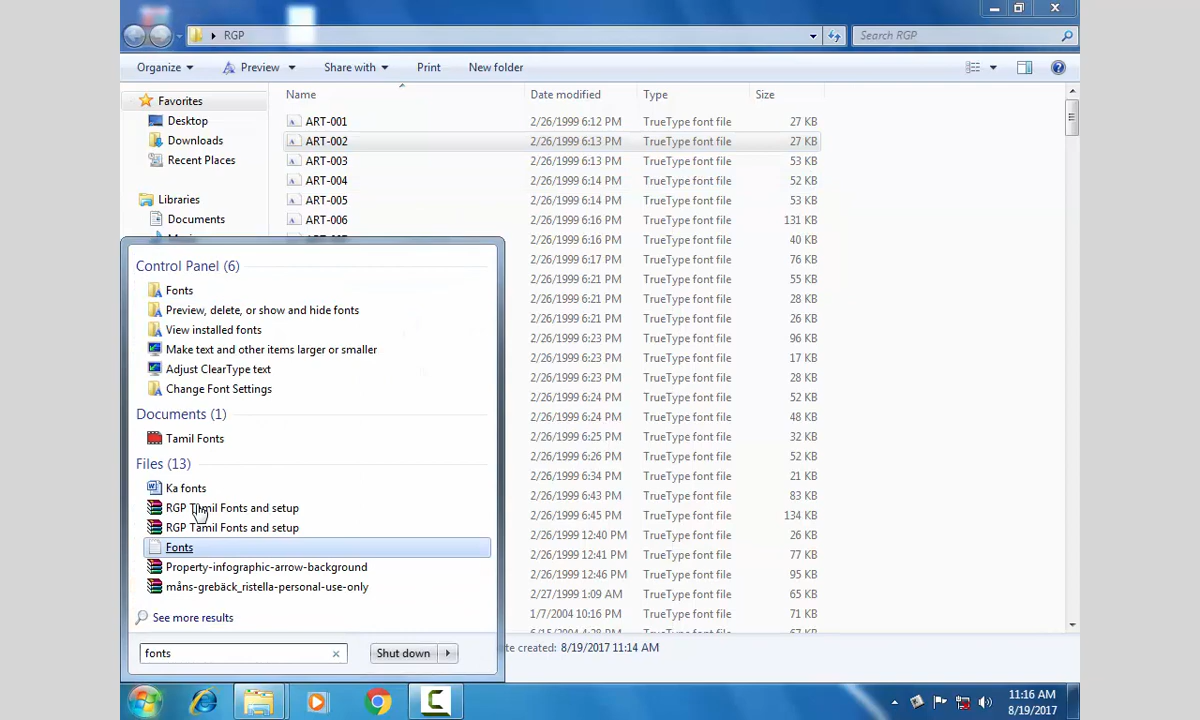 RGP
Search RGP
Organize Preview Share with Print New folder
Name Date modified Type Size
Favorites
Desktop
Downloads
Recent Places
Libraries
Documents
ART-001 2/26/1999 6:12 PM TrueType font file 27 KB
ART-002 2/26/1999 6:13 PM TrueType font file 27 KB
ART-003 2/26/1999 6:13 PM TrueType font file 53 KB
ART-004 2/26/1999 6:14 PM TrueType font file 52 KB
ART-005 2/26/1999 6:14 PM TrueType font file 53 KB
ART-006 2/26/1999 6:16 PM TrueType font file 131 KB
2/26/1999 6:16 PM TrueType font file 40 KB
2/26/1999 6:17 PM TrueType font file 76 KB
2/26/1999 6:21 PM TrueType font file 55 KB
2/26/1999 6:21 PM TrueType font file 28 KB
2/26/1999 6:21 PM TrueType font file 26 KB
2/26/1999 6:23 PM TrueType font file 96 KB
2/26/1999 6:23 PM TrueType font file 17 KB
2/26/1999 6:23 PM TrueType font file 28 KB
2/26/1999 6:24 PM TrueType font file 52 KB
2/26/1999 6:24 PM TrueType font file 48 KB
2/26/1999 6:25 PM TrueType font file 32 KB
2/26/1999 6:26 PM TrueType font file 52 KB
2/26/1999 6:34 PM TrueType font file 21 KB
2/26/1999 6:43 PM TrueType font file 83 KB
2/26/1999 6:45 PM TrueType font file 134 KB
2/26/1999 12:40 PM TrueType font file 39 KB
2/26/1999 12:41 PM TrueType font file 77 KB
2/26/1999 12:46 PM TrueType font file 95 KB
2/27/1999 1:09 AM TrueType font file 65 KB
1/7/2004 10:16 PM TrueType font file 71 KB
Control Panel (6)
Fonts
Preview, delete, or show and hide fonts
View installed fonts
Make text and other items larger or smaller
Adjust ClearType text
Change Font Settings
Documents (1)
Tamil Fonts
Files (13)
Ka fonts
RGP Tamil Fonts and setup
RGP Tamil Fonts and setup
Fonts
Property-infographic-arrow-background
måns-grebäck_ristella-personal-use-only
See more results
fonts
Shut down
created: 8/19/2017 11:14 AM
11:16 AM
8/19/2017